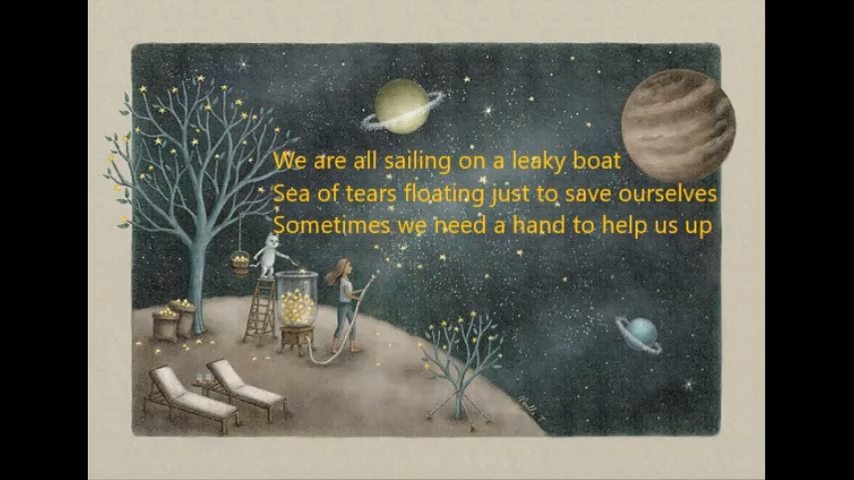 We are all sailing on a leaky boat
Sea of tears floating just to save ourselves
Sometimes we need a hand to help us up